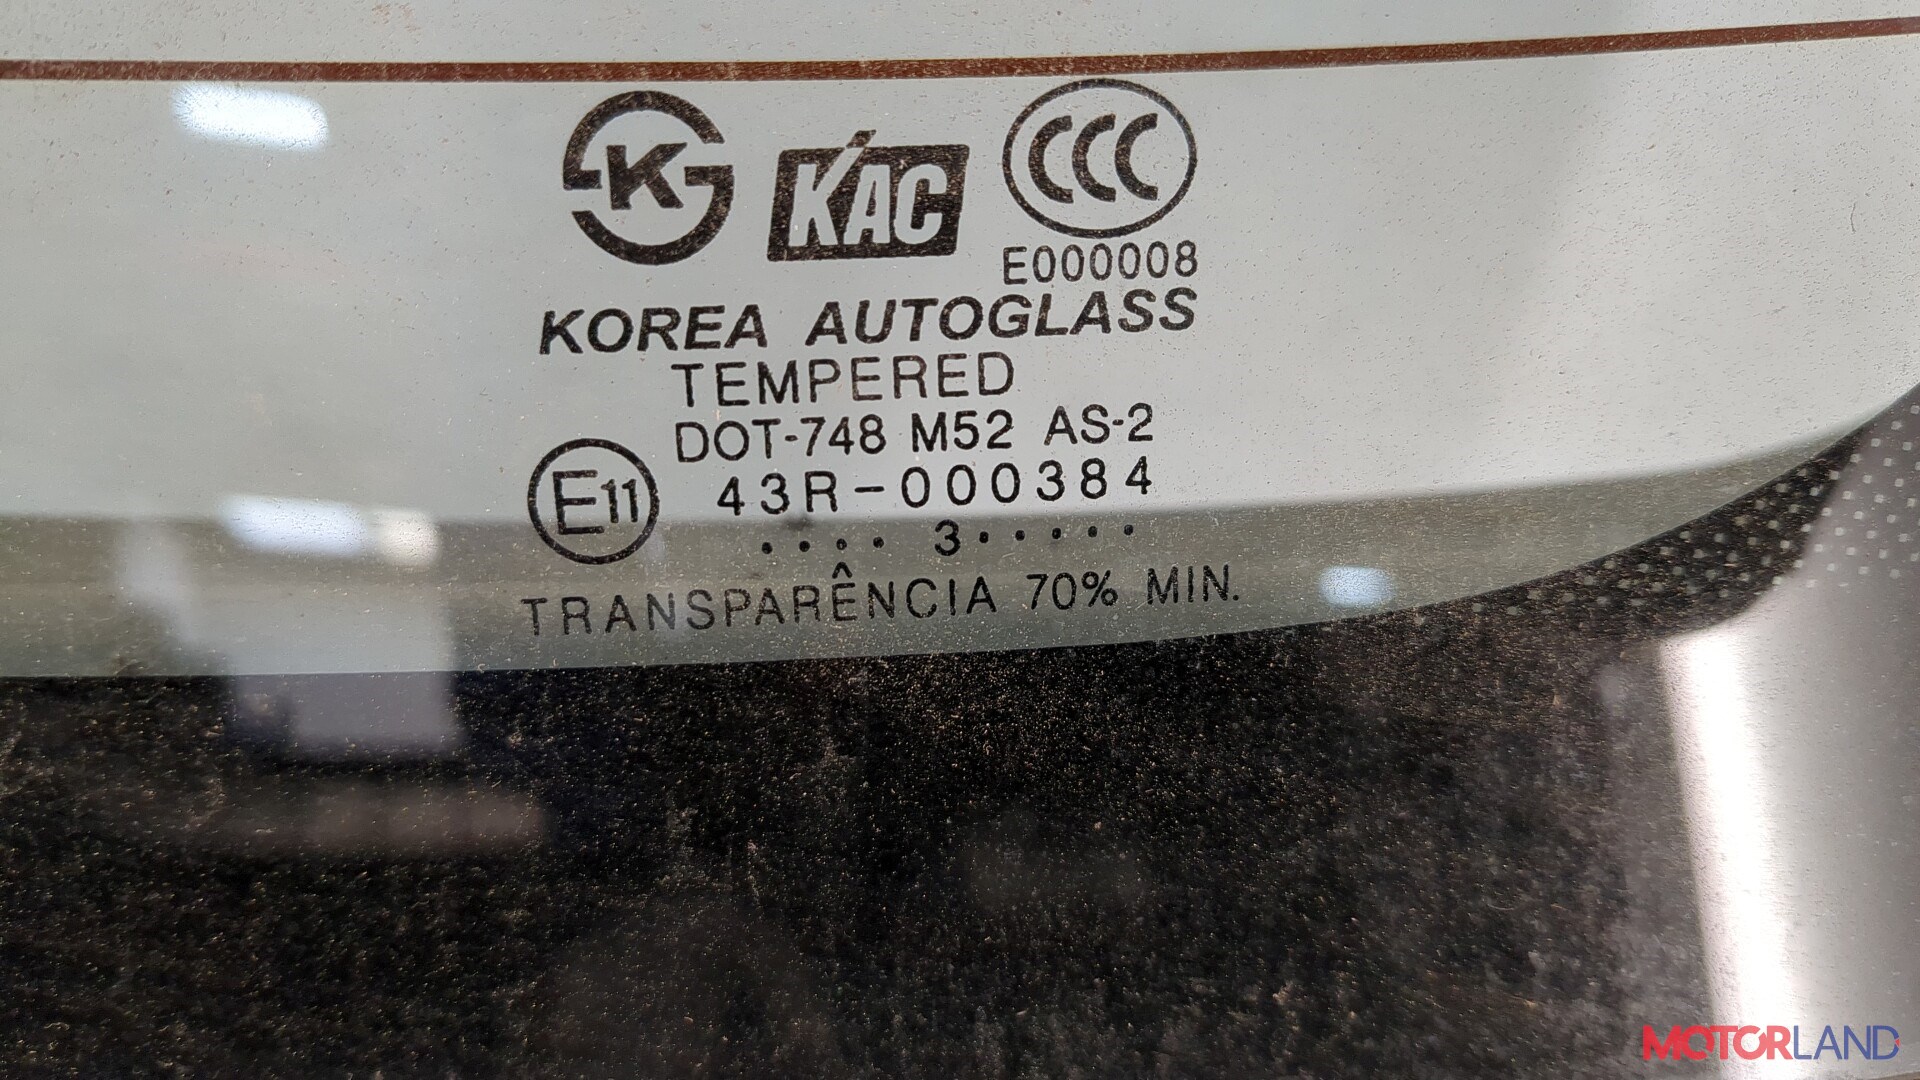 K
KAC
CCC
E000008
KOREA AUTOGLASS
TEMPERED
DOT-748 M52 AS-2
E11 43R-000384
.... 3.....
TRANSPARÊNCIA 70% MIN.
MOTORLAND